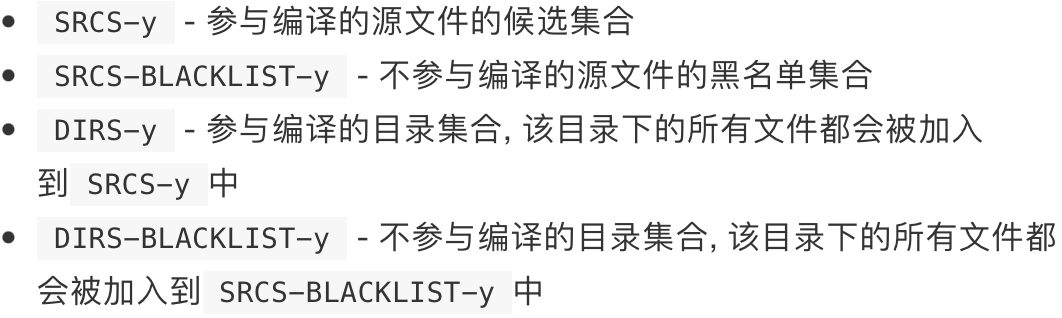 • SRCS-y - 参与编译的源文件的候选集合
• SRCS-BLACKLIST-y - 不参与编译的源文件的黑名单集合
• DIRS-y - 参与编译的目录集合, 该目录下的所有文件都会被加入
到 SRCS-y 中
• DIRS-BLACKLIST-y - 不参与编译的目录集合, 该目录下的所有文件都
会被加入到 SRCS-BLACKLIST-y 中